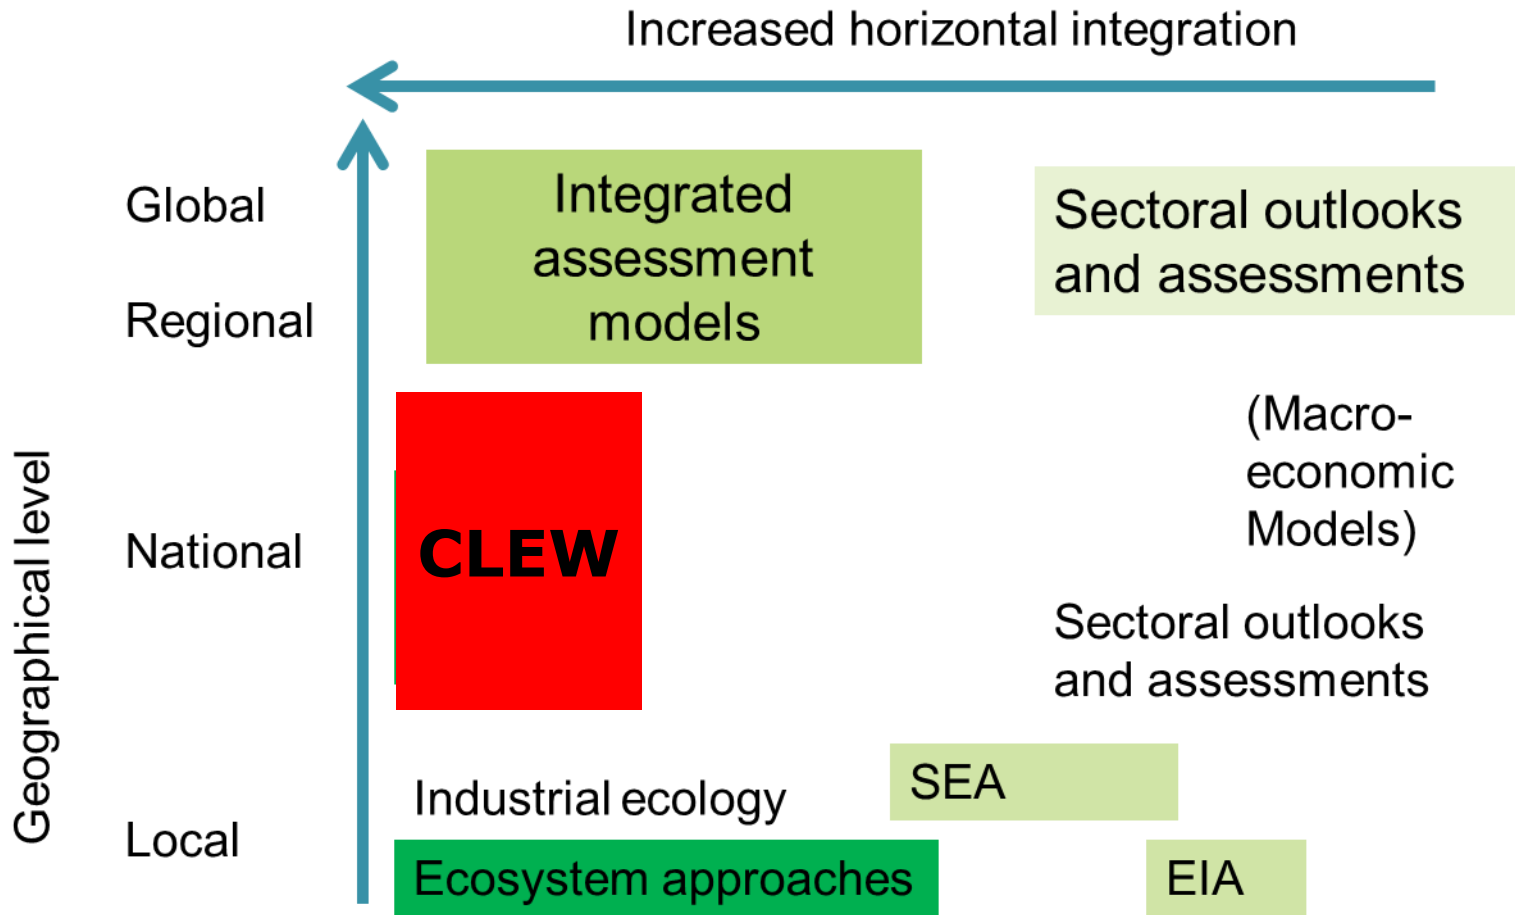 Increased horizontal integration
Global
Regional
National
Local
Geographical level
Integrated
assessment
models
Sectoral outlooks
and assessments
CLEW
(Macro-
economic
Models)
Sectoral outlooks
and assessments
Industrial ecology
SEA
Ecosystem approaches
EIA